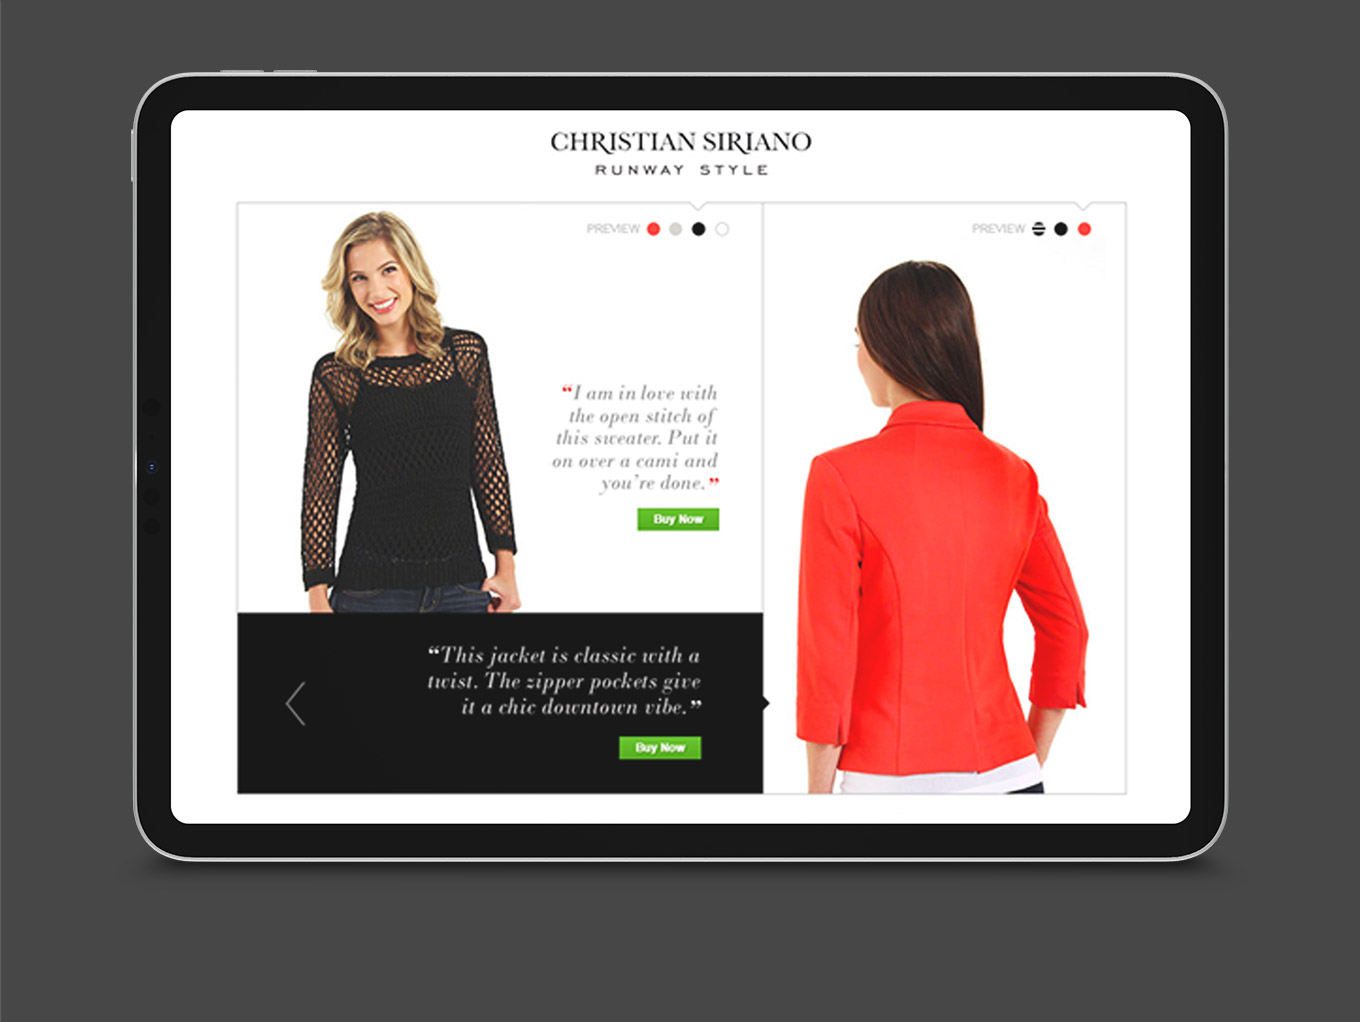 CHRISTIAN SIRIANO
RUNWAY STYLE
PREVIEW
“I am in love with
the open stitch of
this sweater. Put it
on over a cami and
you’re done.”
Buy Now
PREVIEW
“This jacket is classic with a
twist. The zipper pockets give
it a chic downtown vibe.”
Buy Now